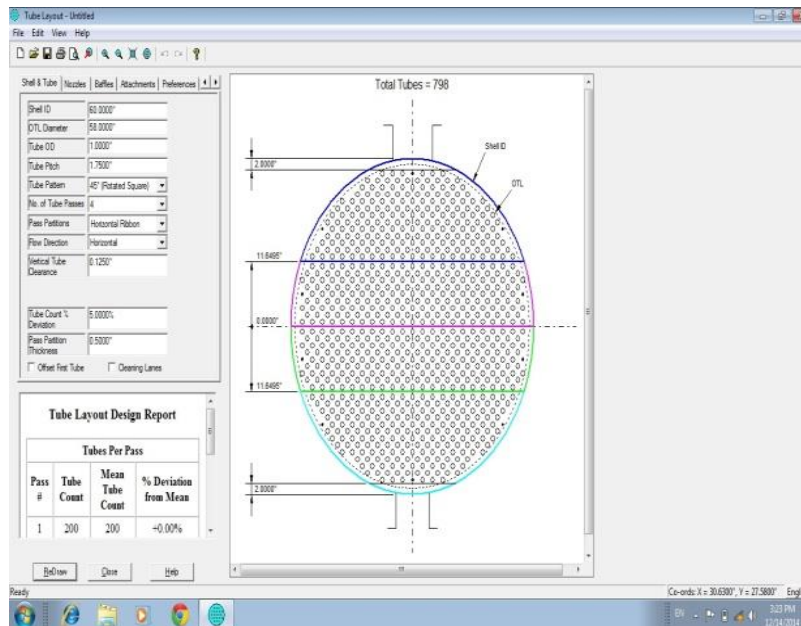 Tube Layout - Untitled
File Edit View Help
Shell & Tube Nozzles Baffles Attachments Preferences
Shell ID 60.0000"
OTL Diameter 58.0000"
Tube OD 1.0000"
Tube Pitch 1.7500"
Tube Pattern 45° (Rotated Square)
No. of Tube Passes 4
Pass Partitions Horizontal Ribbon
Flow Direction Horizontal
Vertical Tube Clearance 0.1250"
Tube Count % Deviation 5.0000%
Pass Partition Thickness 0.5000"
Offset First Tube Cleaning Lanes
Tube Layout Design Report
Tubes Per Pass
Pass # Tube Count Mean Tube Count % Deviation from Mean
1 200 200 +0.00%
ReDraw Close Help
Total Tubes = 798
Shell ID
OTL
2.0000"
11.6495"
0.0000"
11.6495"
2.0000"
Ready
Co-ords: X = 30.6300", Y = 27.5800" Engl
EN
3:23 PM
12/14/2014